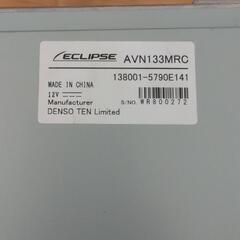 ECLIPSE AVN133MRC
138001-5790E141
MADE IN CHINA
12V
Manufacturer S/NO. WR800272
DENSO TEN Limited